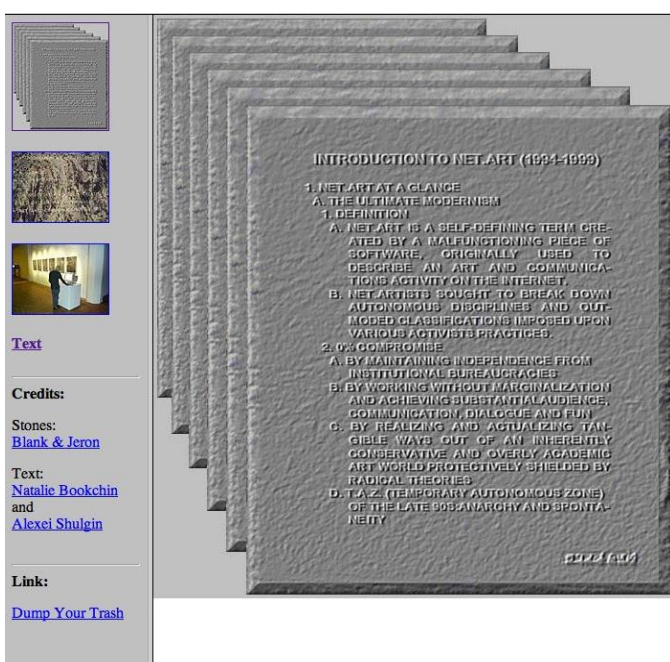 Text
Credits:
Stones:
Blank & Jeron
Text:
Natalie Bookchin
and
Alexei Shulgin
Link:
Dump Your Trash
INTRODUCTION TO NET.ART (1994-1999)
1. NET.ART AT A GLANCE
A. THE ULTIMATE MODERNISM
1. DEFINITION
A. NET.ART IS A SELF-DEFINING TERM CRE-
ATED BY A MALFUNCTIONING PIECE OF
SOFTWARE, ORIGINALLY USED TO
DESCRIBE AN ART AND COMMUNICA-
TIONS ACTIVITY ON THE INTERNET.
B. NET.ARTISTS SOUGHT TO BREAK DOWN
AUTONOMOUS DISCIPLINES AND OUT-
MODED CLASSIFICATIONS IMPOSED UPON
VARIOUS ACTIVISTS PRACTICES.
2. 0% COMPROMISE
A. BY MAINTAINING INDEPENDENCE FROM
INSTITUTIONAL BUREAUCRACIES
B. BY WORKING WITHOUT MARGINALIZATION
AND ACHIEVING SUBSTANTIAL AUDIENCE,
COMMUNICATION, DIALOGUE AND FUN
C. BY REALIZING AND ACTUALIZING TAN-
GIBLE WAYS OUT OF AN INHERENTLY
CONSERVATIVE AND OVERLY ACADEMIC
ART WORLD PROTECTIVELY SHIELDED BY
RADICAL THEORIES
D. T.A.Z. (TEMPORARY AUTONOMOUS ZONE)
OF THE LATE 90S: ANARCHY AND SPONTA-
NEITY